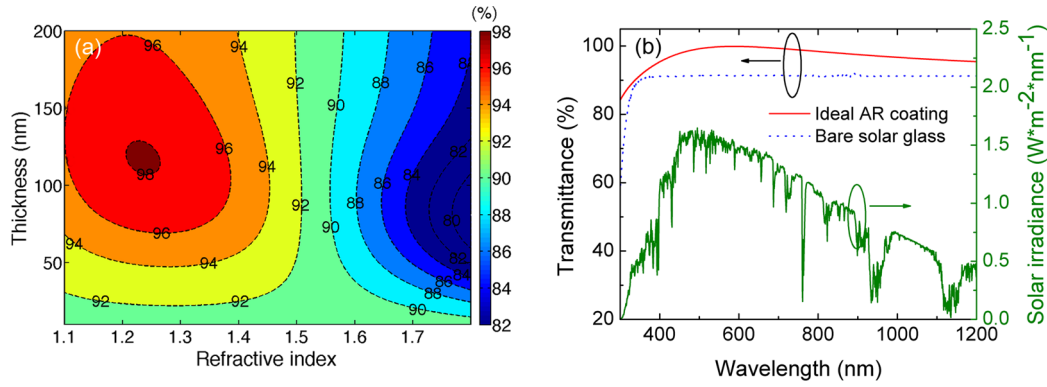 (%)
(a)
200
150
100
50
Thickness (nm)
1.1 1.2 1.3 1.4 1.5 1.6 1.7
Refractive index
96 94 92 90 88 86 84 82
98
96 94 92 90 88 86 84 82 80
96 94 92 90 88 86 84 82
94 92 92 90
98
96
94
92
90
88
86
84
82
(b)
100
80
60
40
20
Transmittance (%)
Ideal AR coating
Bare solar glass
400 600 800 1000 1200
Wavelength (nm)
2.5
2.0
1.5
1.0
0.5
0.0
Solar irradiance (W*m−2*nm−1)